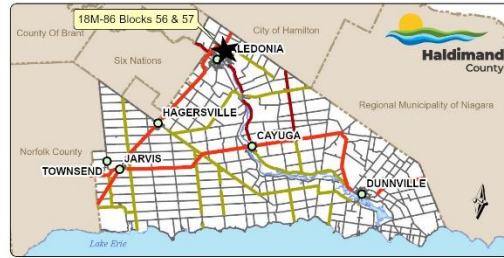 18M-86 Blocks 56 & 57
County Of Brant
City of Hamilton
Six Nations
LEDONIA
Haldimand
County
Regional Municipality of Niagara
HAGERSVILLE
Norfolk County
CAYUGA
JARVIS
TOWNSEND
DUNNVILLE
Lake Erie